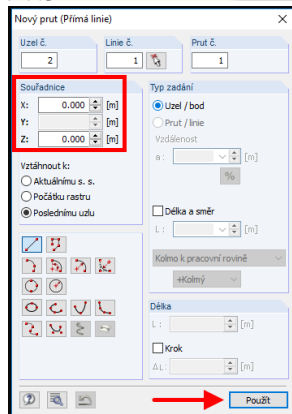 Nový prut (Přímá linie)
Uzel č. Linie č. Prut č.
2 1 1
Souřadnice Typ zadání
X: 0.000 [m] Uzel / bod
Y: [m] Prut / linie
Z: 0.000 [m] Vzdálenost
a : [m]
Vztáhnout k: %
Aktuálnímu s. s.
Počátku rastru
Poslednímu uzlu Délka a směr
L : [m]
Kolmo k pracovní rovině
+Kolmý
Délka
L : [m]
Krok
ΔL: [m]
Použít